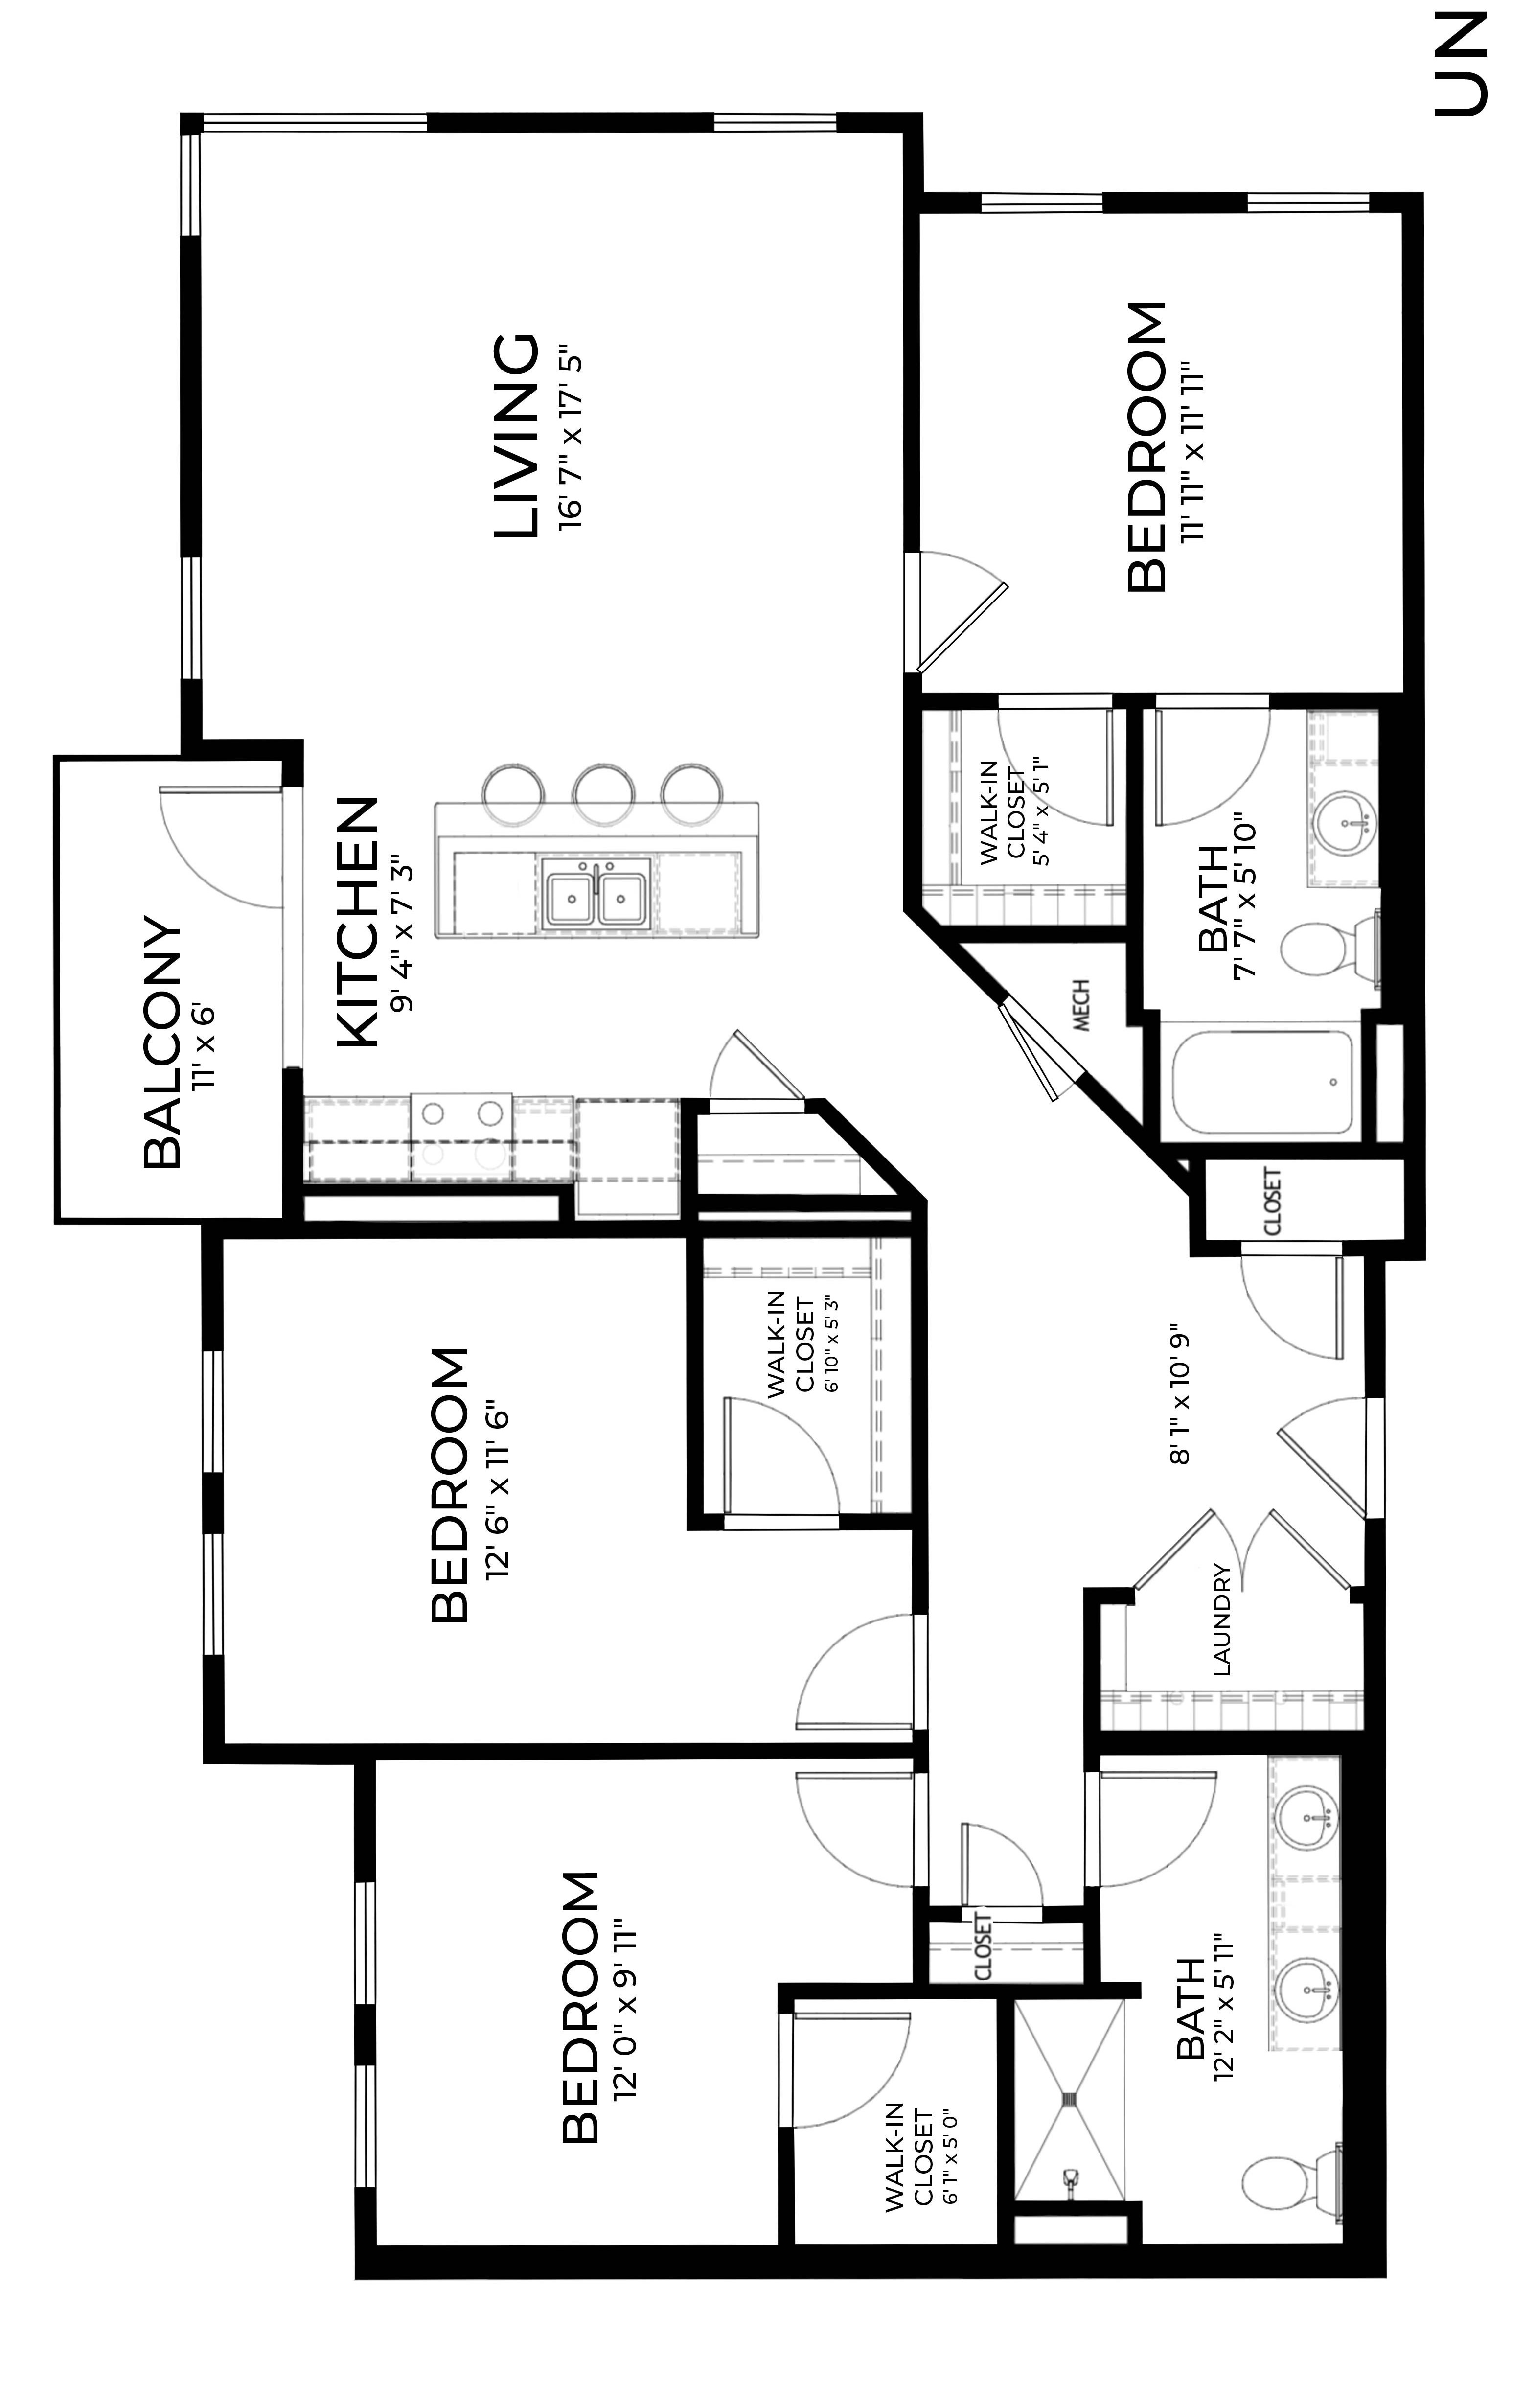 UN
LIVING
16' 7" x 17' 5"
BEDROOM
11' 11" x 11' 11"
KITCHEN
9' 4" x 7' 3"
BALCONY
11' x 6'
WALK-IN
CLOSET
5' 4" x 5' 1"
BATH
7' 7" x 5' 10"
MECH
CLOSET
8' 1" x 10' 9"
BEDROOM
12' 6" x 11' 6"
WALK-IN
CLOSET
6' 10" x 5' 3"
LAUNDRY
BEDROOM
12' 0" x 9' 11"
CLOSET
WALK-IN
CLOSET
6' 1" x 5' 0"
BATH
12' 2" x 5' 11"